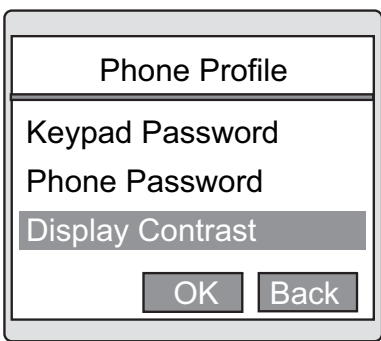 Phone Profile
Keypad Password
Phone Password
Display Contrast
OK Back